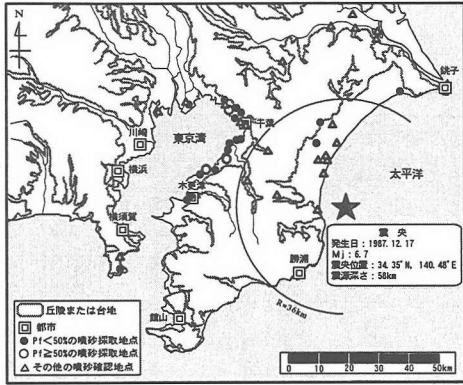 N
銚子
千葉
川崎
東京湾
太平洋
横浜
木更津
横須賀
勝浦
館山
R=36km
震央
発生日：1987.12.17
Mj：6.7
震央位置：34.35°N, 140.48°E
震源深さ：58km
丘陵または台地
都市
Pf＜50%の噴砂採取地点
Pf≧50%の噴砂採取地点
その他の噴砂確認地点
0 10 20 30 40 50km